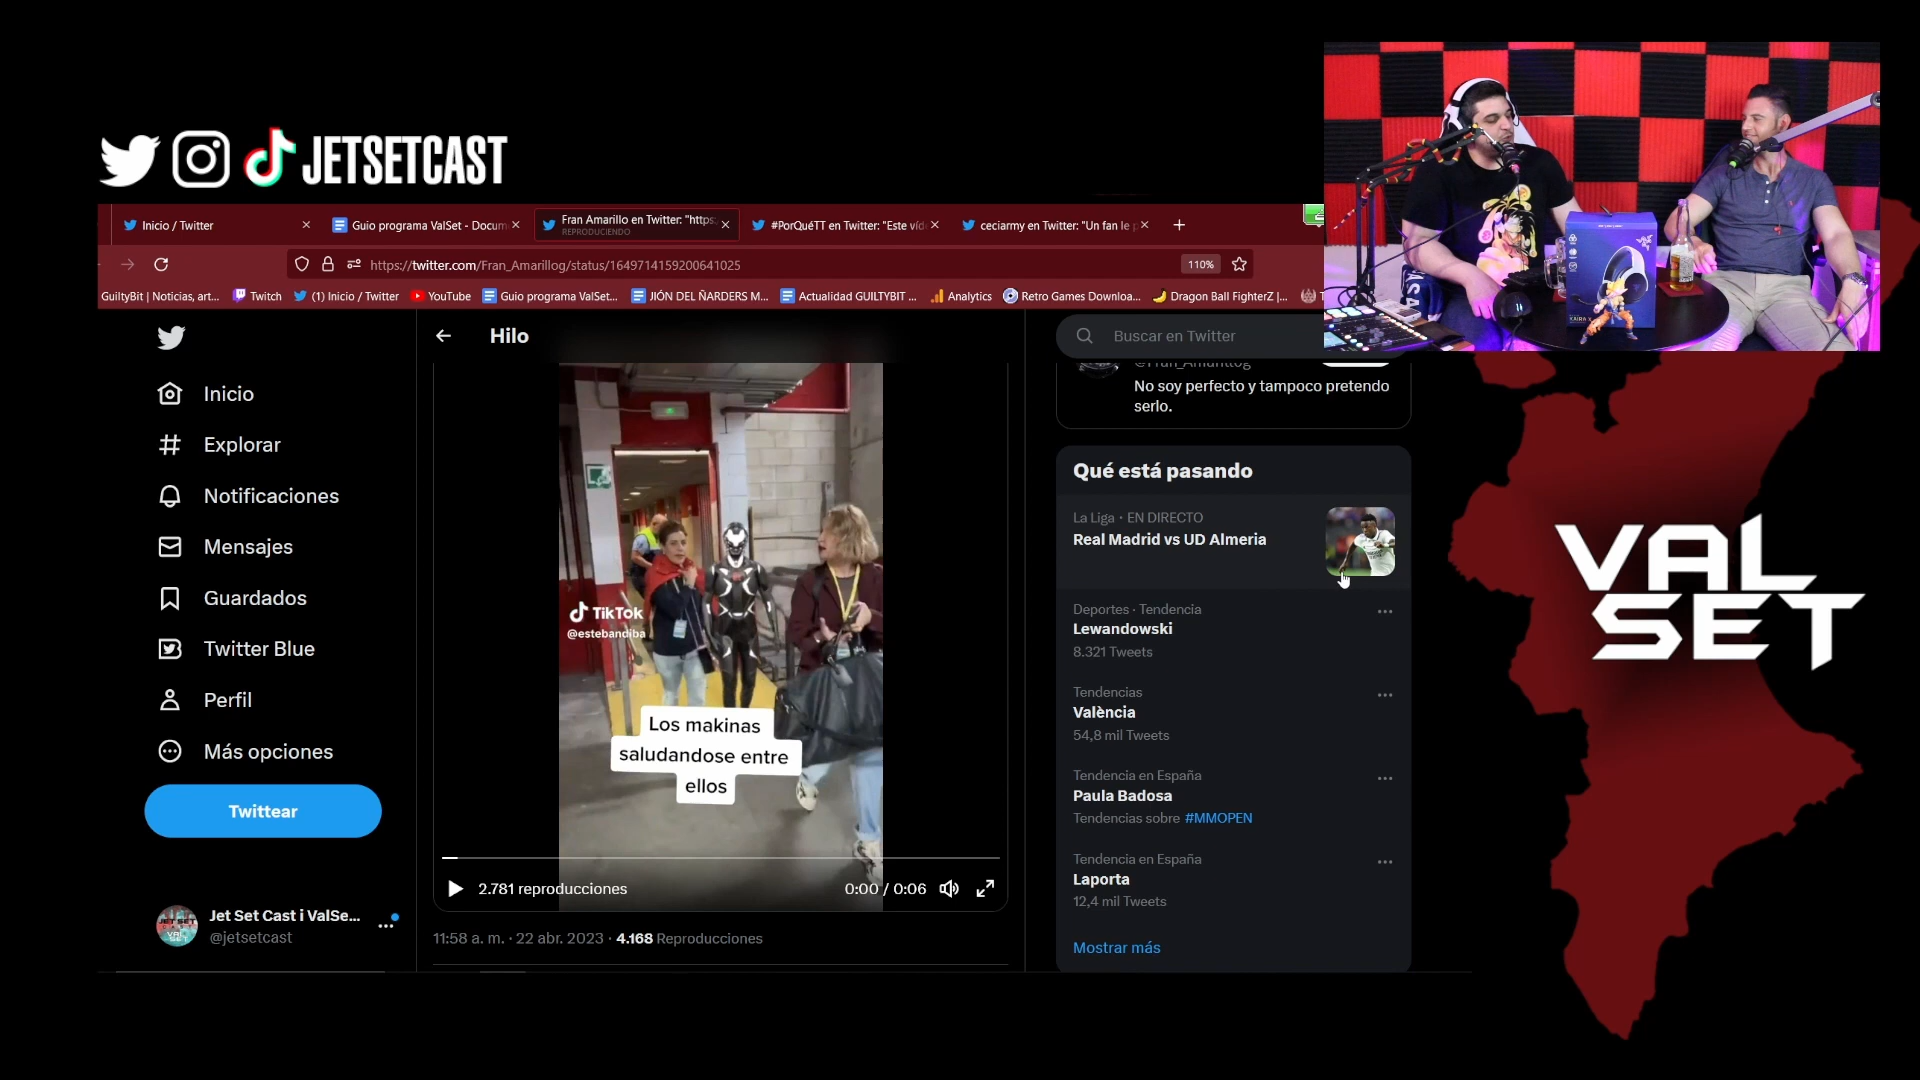 JETSETCAST
Inicio / Twitter
Guio programa ValSet - Docum
Fran Amarillo en Twitter: "https
REPRODUCIENDO
#PorQuéTT en Twitter: "Este víd
ceciarmy en Twitter: "Un fan le p
https://twitter.com/Fran_Amarillog/status/1649714159200641025
110%
GuiltyBit | Noticias, art...
Twitch
(1) Inicio / Twitter
YouTube
Guio programa ValSet...
JIÓN DEL ÑARDERS M...
Actualidad GUILTYBIT ...
Analytics
Retro Games Downloa...
Dragon Ball FighterZ |...
Hilo
Buscar en Twitter
Inicio
Explorar
Notificaciones
Mensajes
Guardados
Twitter Blue
Perfil
Más opciones
Twittear
Jet Set Cast i ValSe...
@jetsetcast
TikTok
@estebandiba
Los makinas
saludandose entre
ellos
2.781 reproducciones
0:00 / 0:06
11:58 a. m. · 22 abr. 2023 · 4.168 Reproducciones
@Fran_Amarillog
No soy perfecto y tampoco pretendo
serlo.
Qué está pasando
La Liga · EN DIRECTO
Real Madrid vs UD Almeria
Deportes · Tendencia
Lewandowski
8.321 Tweets
Tendencias
València
54,8 mil Tweets
Tendencia en España
Paula Badosa
Tendencias sobre #MMOPEN
Tendencia en España
Laporta
12,4 mil Tweets
Mostrar más
VAL
SET